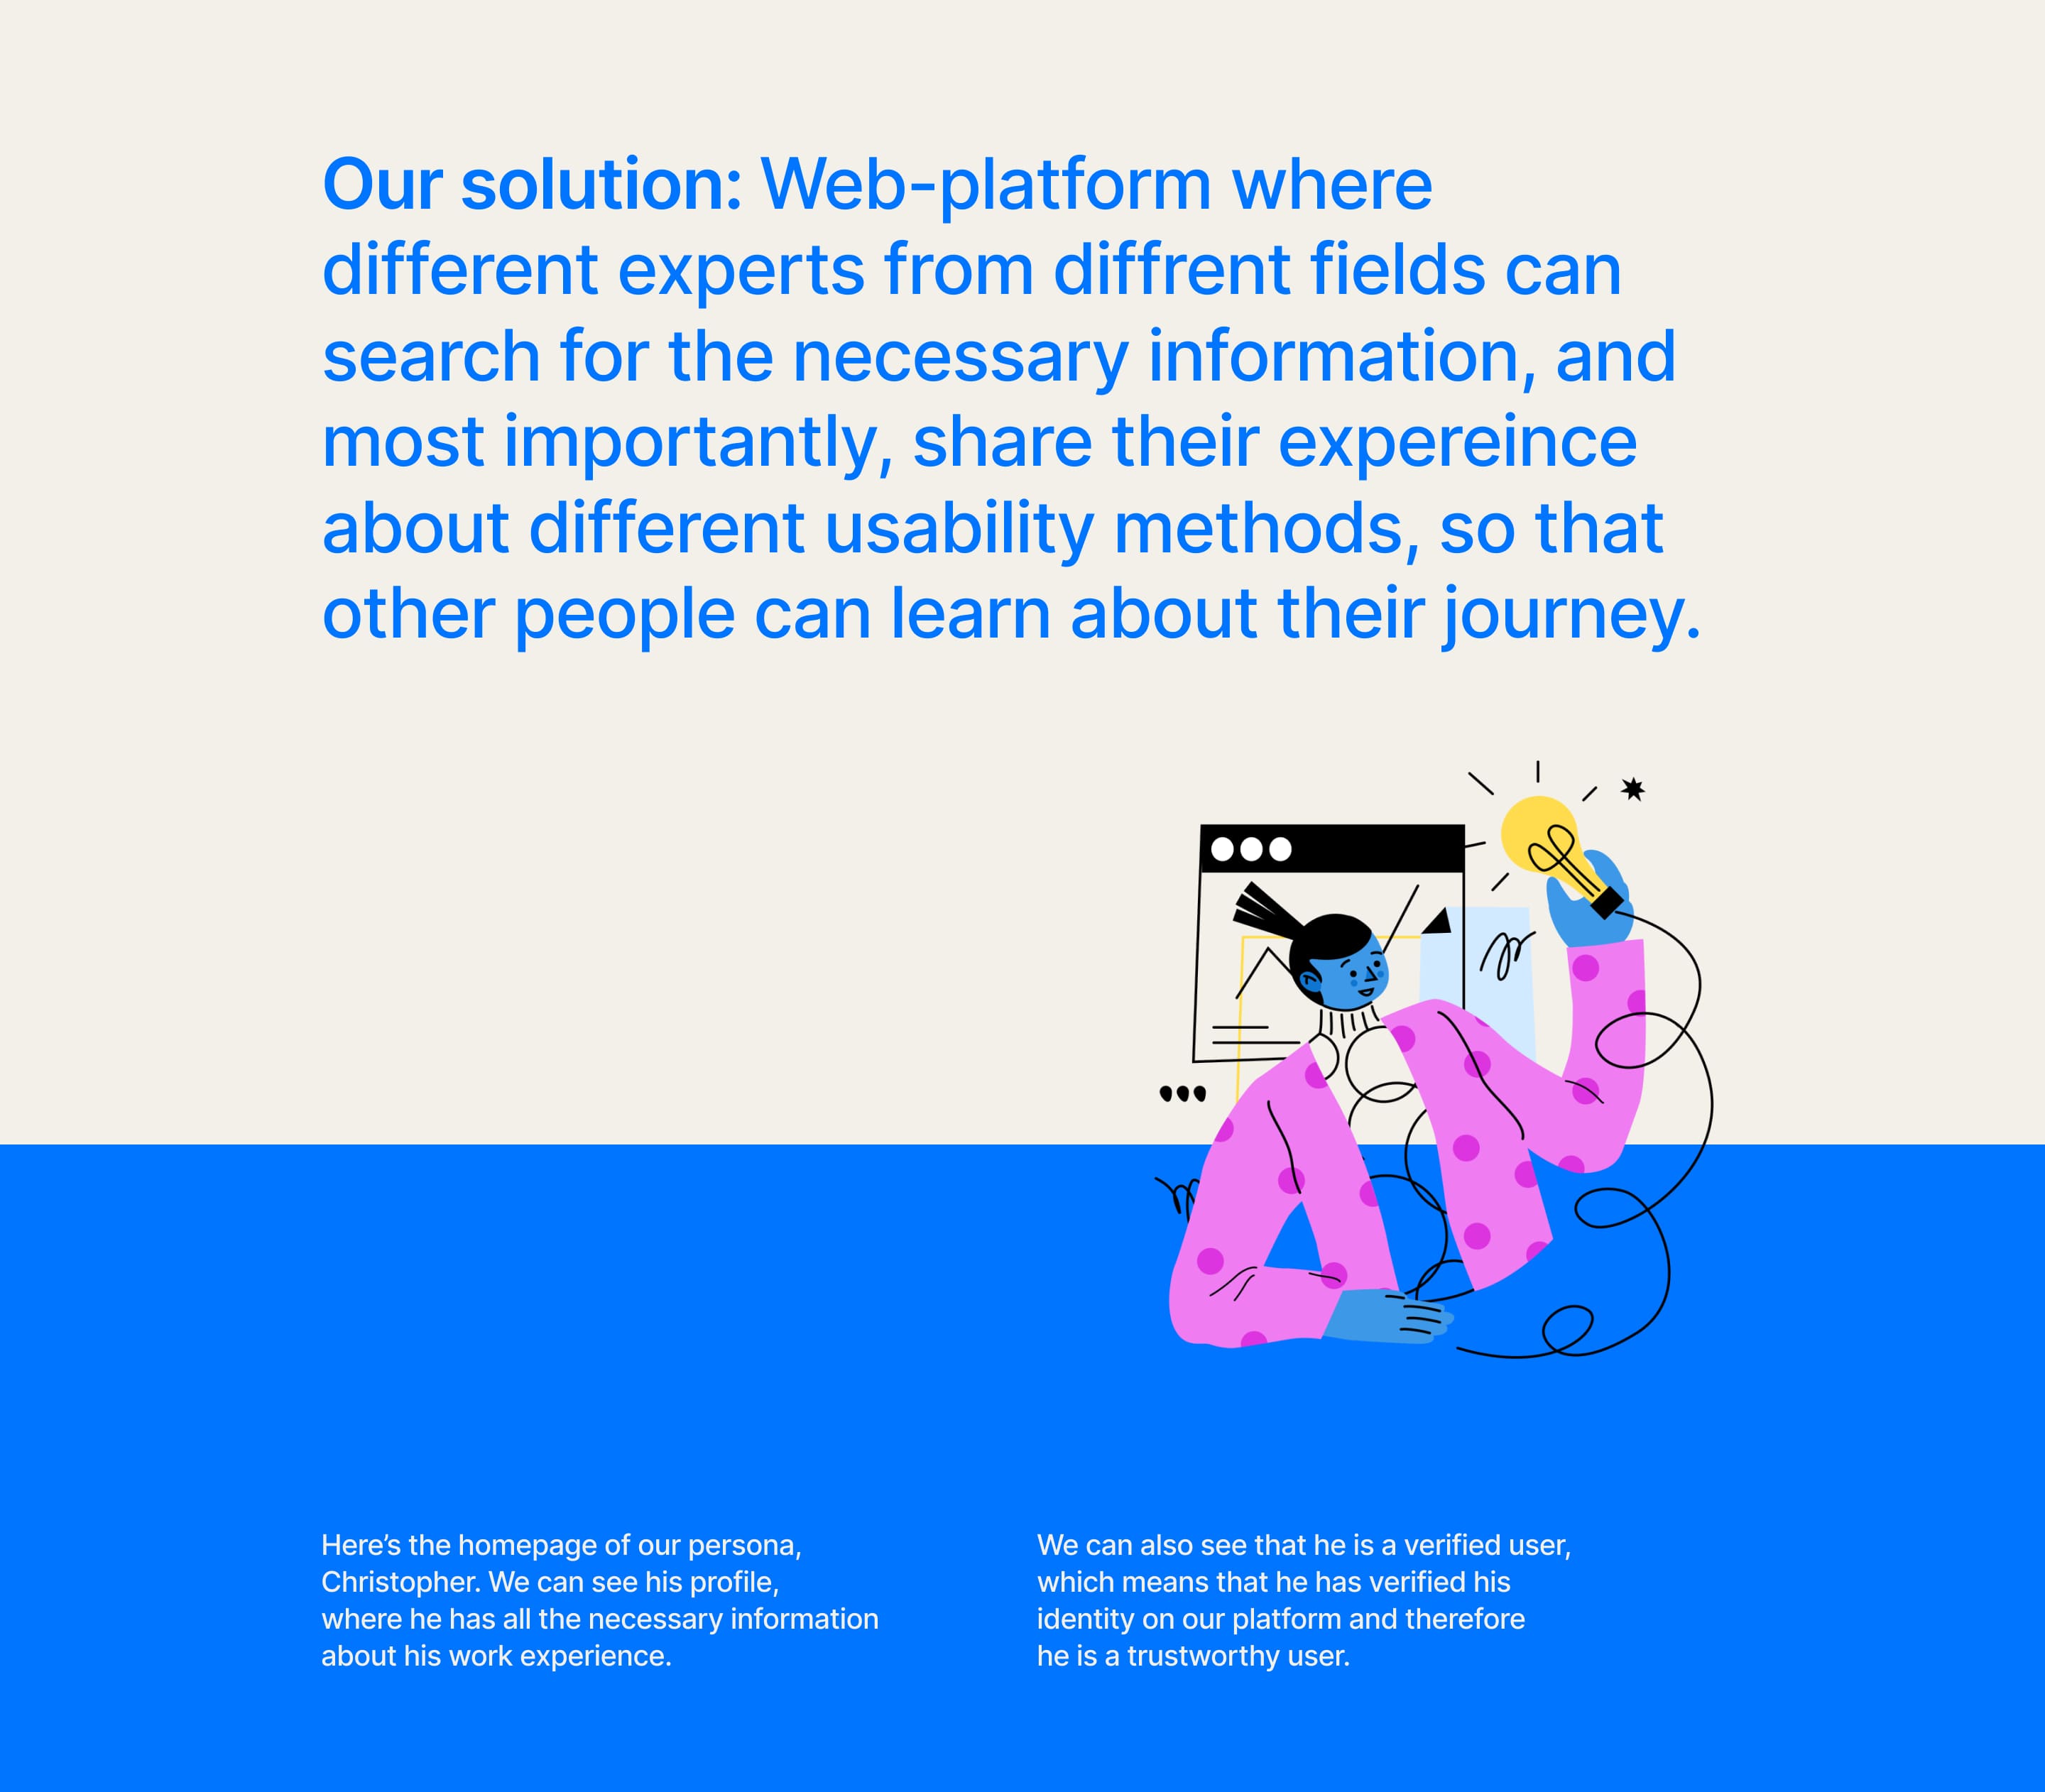 Our solution: Web-platform where
different experts from diffrent fields can
search for the necessary information, and
most importantly, share their expereince
about different usability methods, so that
other people can learn about their journey.
Here’s the homepage of our persona,
Christopher. We can see his profile,
where he has all the necessary information
about his work experience.
We can also see that he is a verified user,
which means that he has verified his
identity on our platform and therefore
he is a trustworthy user.